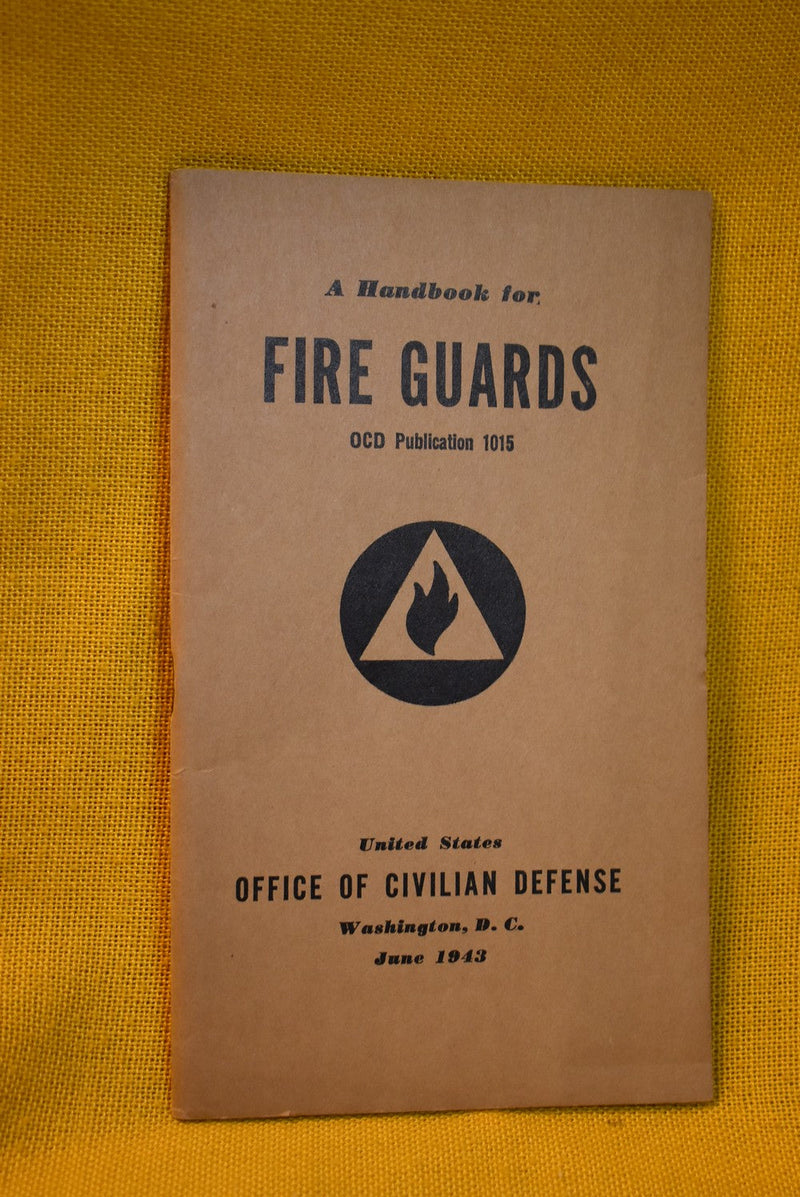 A Handbook for
FIRE GUARDS
OCD Publication 1015
United States
OFFICE OF CIVILIAN DEFENSE
Washington, D. C.
June 1943